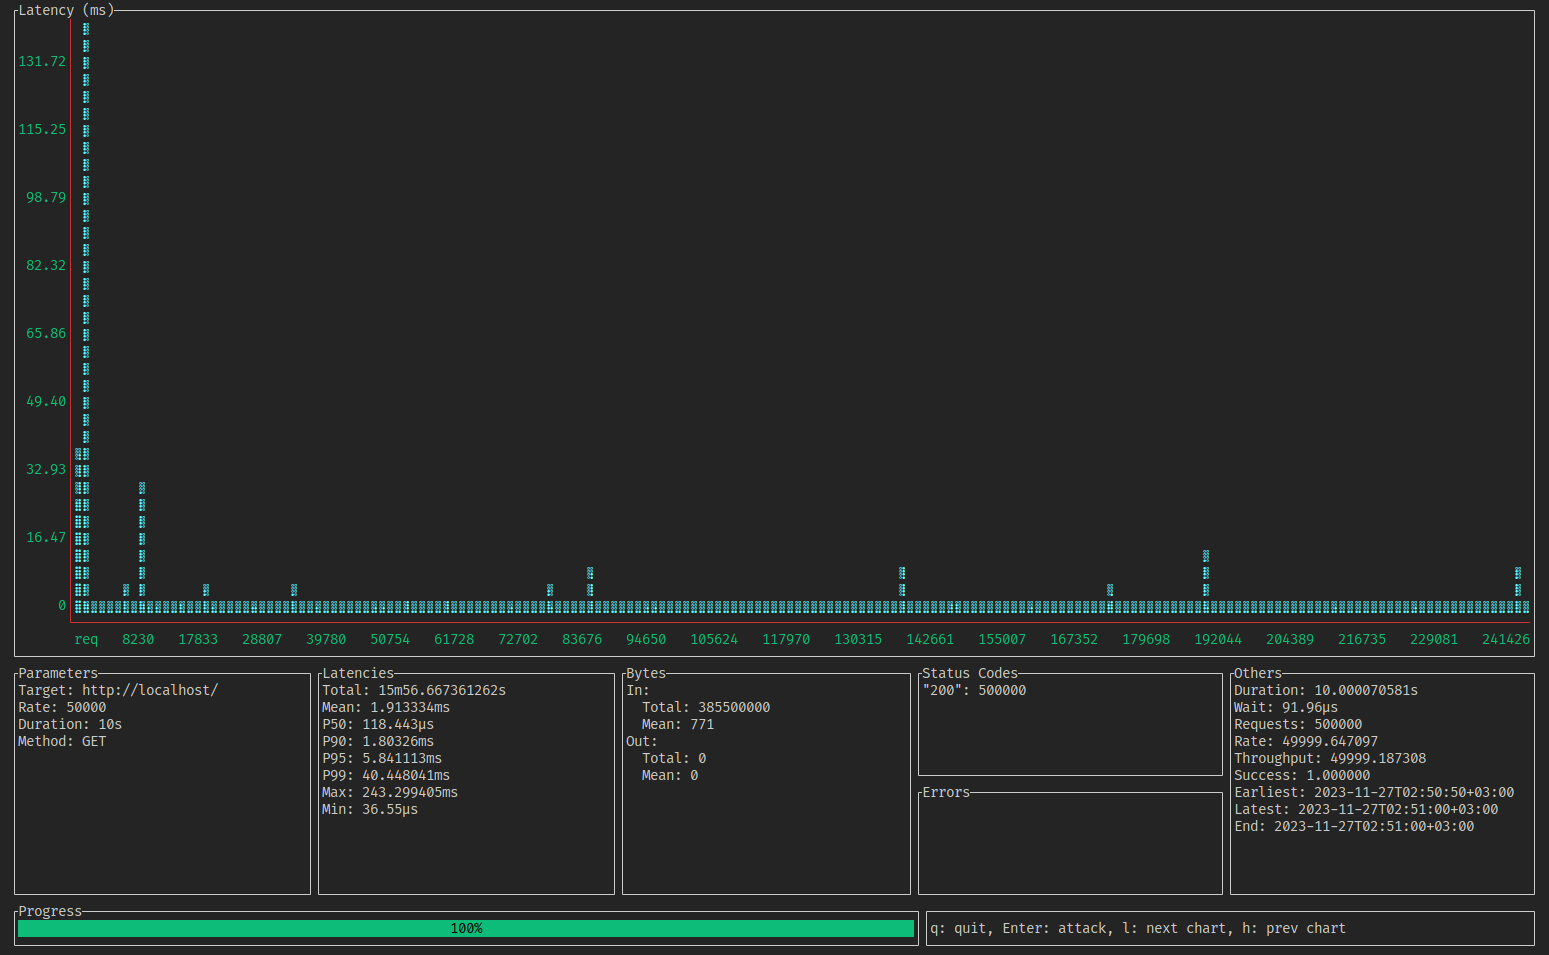 Latency (ms)
131.72
115.25
98.79
82.32
65.86
49.40
32.93
16.47
0
req 8230 17833 28807 39780 50754 61728 72702 83676 94650 105624 117970 130315 142661 155007 167352 179698 192044 204389 216735 229081 241426
Parameters
Target: http://localhost/
Rate: 50000
Duration: 10s
Method: GET
Latencies
Total: 15m56.667361262s
Mean: 1.913334ms
P50: 118.443µs
P90: 1.80326ms
P95: 5.841113ms
P99: 40.448041ms
Max: 243.299405ms
Min: 36.55µs
Bytes
In:
Total: 385500000
Mean: 771
Out:
Total: 0
Mean: 0
Status Codes
"200": 500000
Errors
Others
Duration: 10.000070581s
Wait: 91.96µs
Requests: 500000
Rate: 49999.647097
Throughput: 49999.187308
Success: 1.000000
Earliest: 2023-11-27T02:50:50+03:00
Latest: 2023-11-27T02:51:00+03:00
End: 2023-11-27T02:51:00+03:00
Progress
100%
q: quit, Enter: attack, l: next chart, h: prev chart